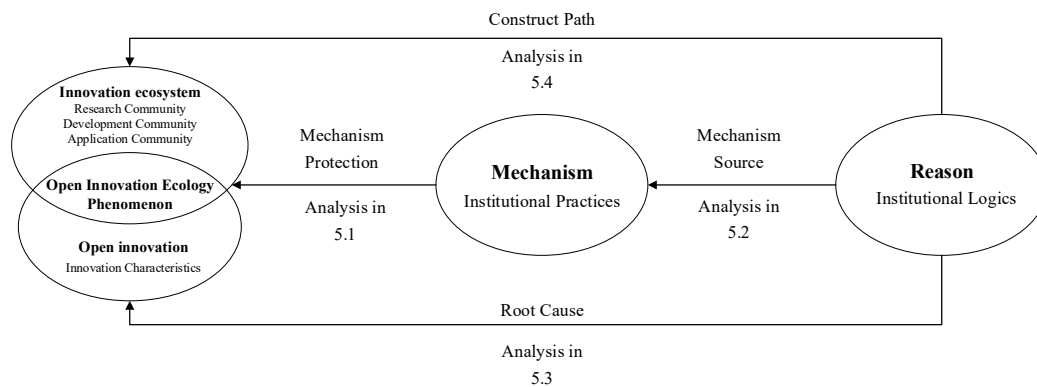 Construct Path
Analysis in
5.4
Innovation ecosystem
Research Community
Development Community
Application Community
Open Innovation Ecology
Phenomenon
Open innovation
Innovation Characteristics
Mechanism
Protection
Analysis in
5.1
Mechanism
Institutional Practices
Mechanism
Source
Analysis in
5.2
Reason
Institutional Logics
Root Cause
Analysis in
5.3